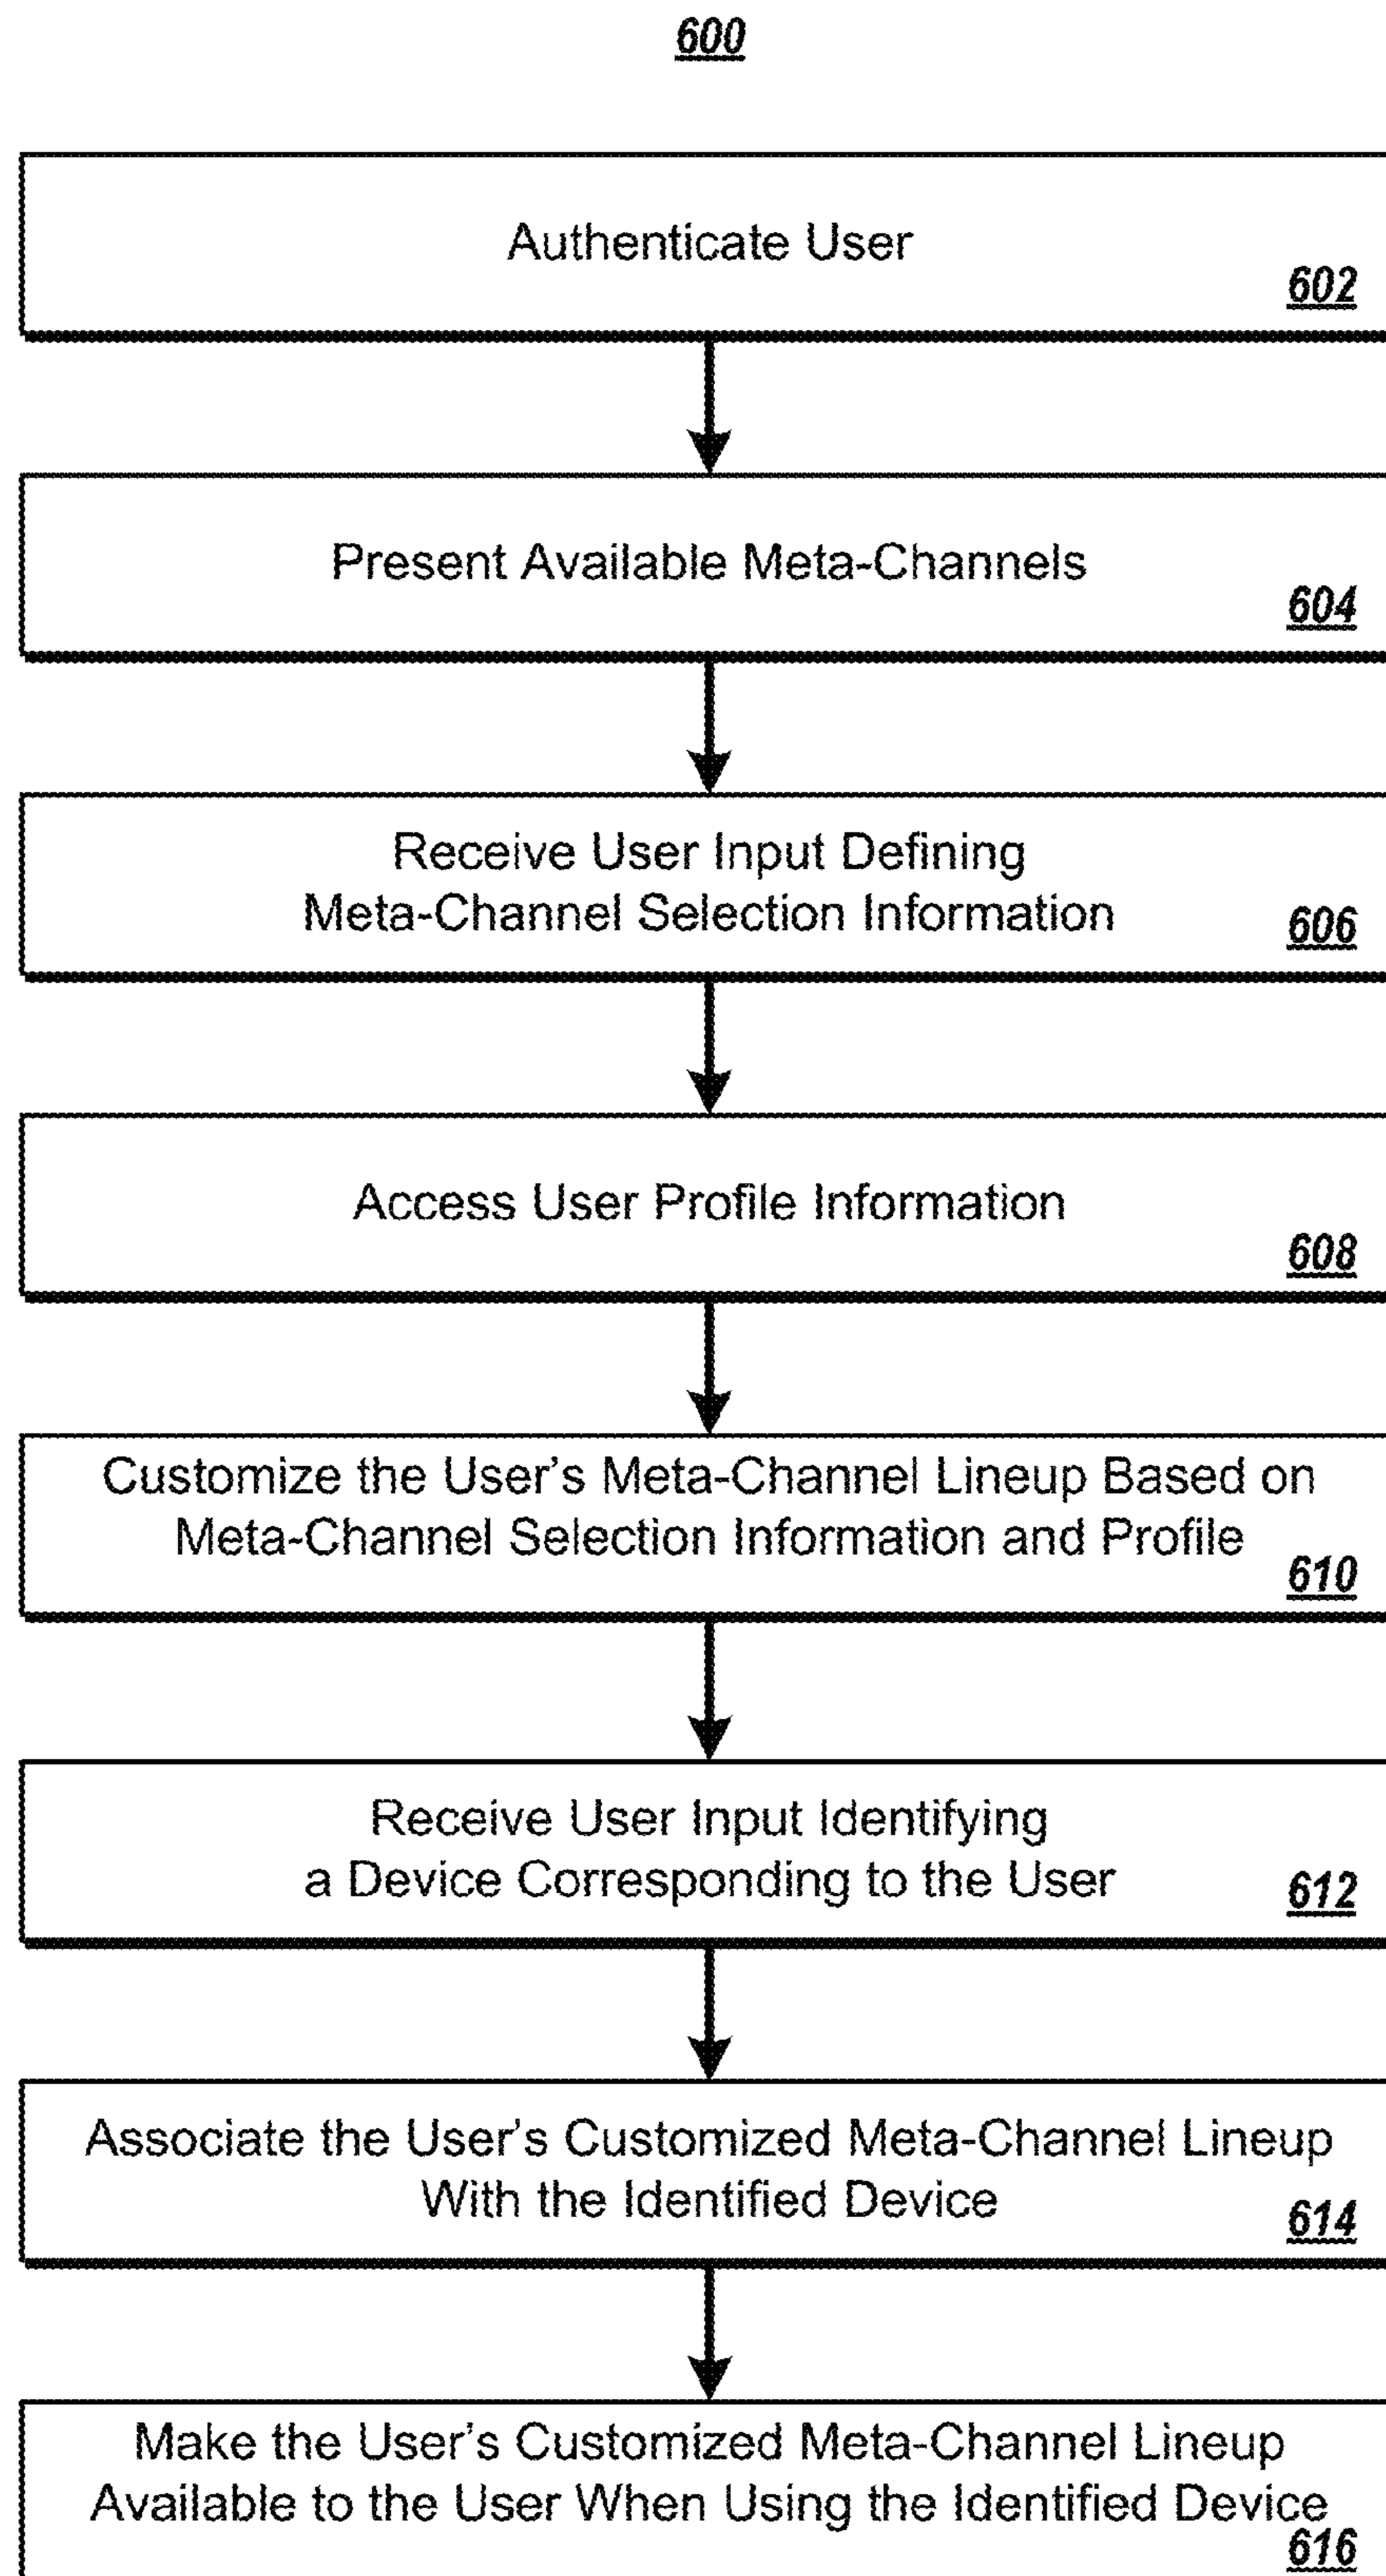 600
Authenticate User
602
Present Available Meta-Channels
604
Receive User Input Defining
Meta-Channel Selection Information
606
Access User Profile Information
608
Customize the User's Meta-Channel Lineup Based on
Meta-Channel Selection Information and Profile
610
Receive User Input Identifying
a Device Corresponding to the User
612
Associate the User's Customized Meta-Channel Lineup
With the Identified Device
614
Make the User's Customized Meta-Channel Lineup
Available to the User When Using the Identified Device
616